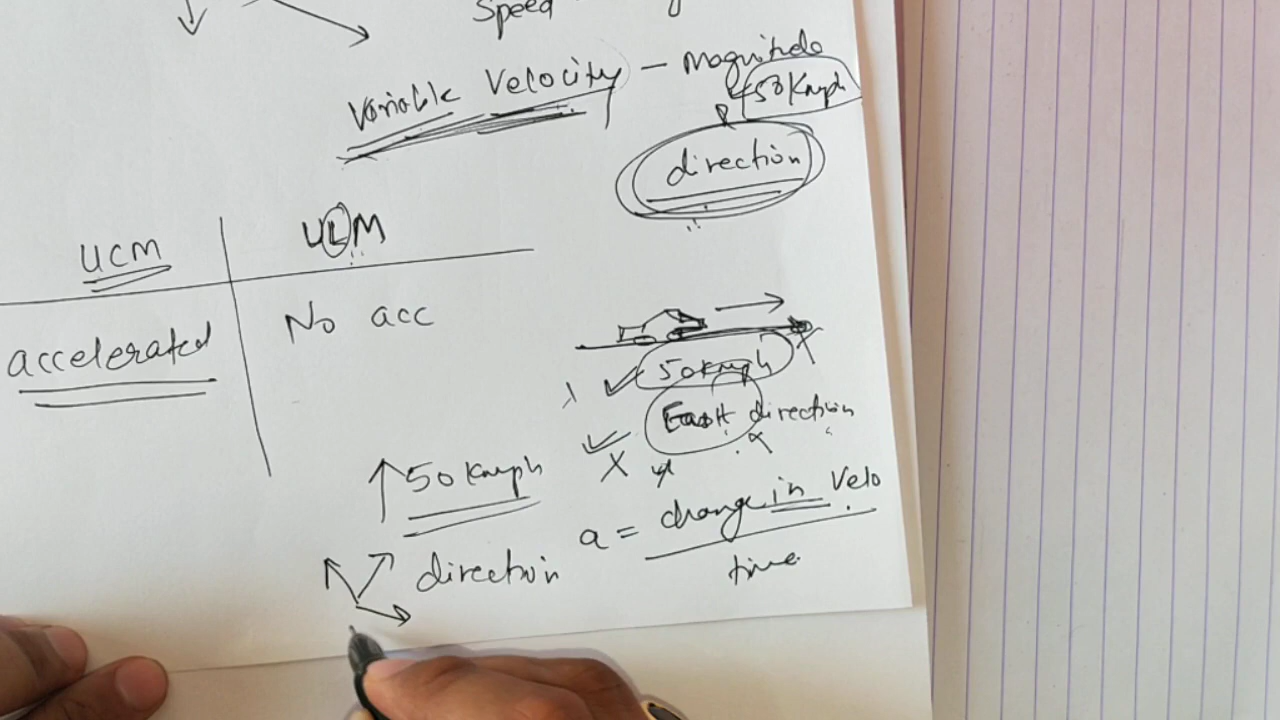 Speed
Variable Velocity — Magnitude
50 Kmph
direction
UCM
ULM
accelerated
No acc
50 kmph
East direction
50 Kmph
direction
a = change in Velo
time